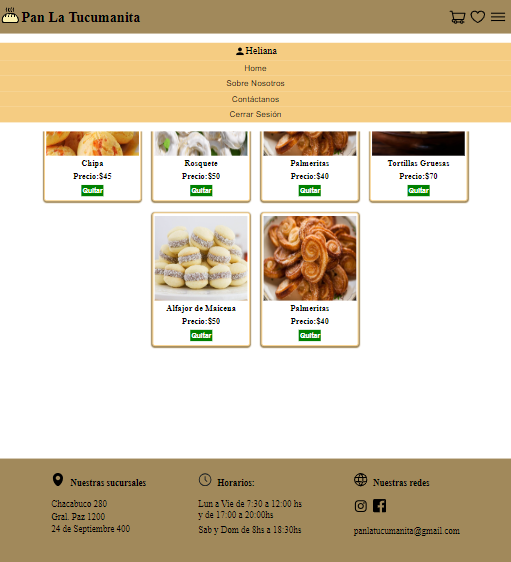 Pan La Tucumanita
Heliana
Home
Sobre Nosotros
Contáctanos
Cerrar Sesión
Chipa
Precio:$45
Quitar
Rosquete
Precio:$50
Quitar
Palmeritas
Precio:$40
Quitar
Tortillas Gruesas
Precio:$70
Quitar
Alfajor de Maicena
Precio:$50
Quitar
Palmeritas
Precio:$40
Quitar
Nuestras sucursales
Chacabuco 280
Gral. Paz 1200
24 de Septiembre 400
Horarios:
Lun a Vie de 7:30 a 12:00 hs
y de 17:00 a 20:00hs
Sab y Dom de 8hs a 18:30hs
Nuestras redes
panlatucumanita@gmail.com